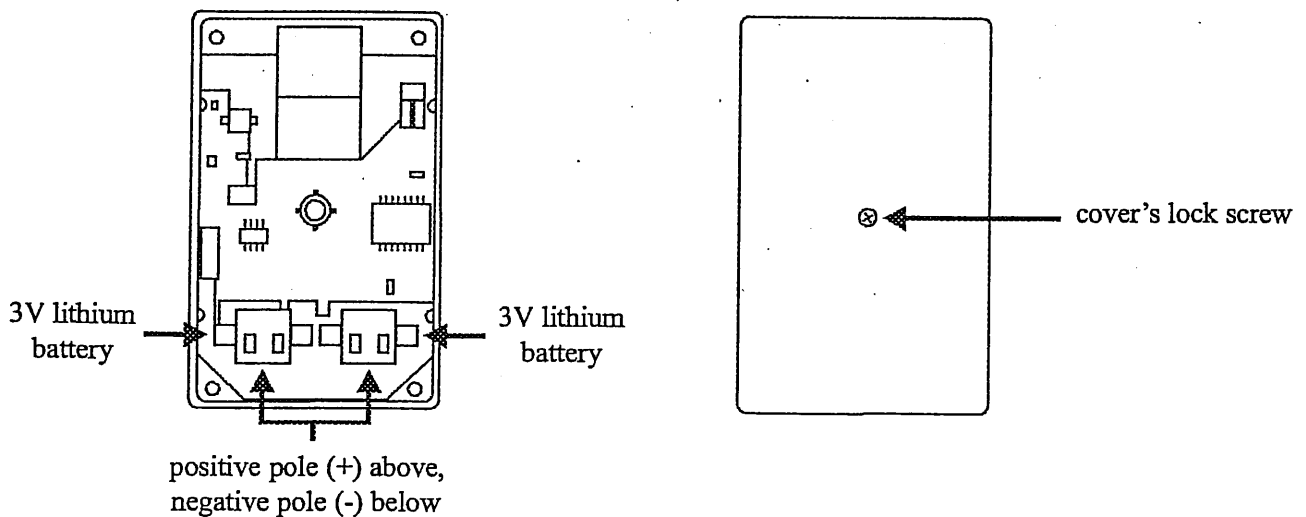 cover's lock screw
3V lithium
battery
3V lithium
battery
positive pole (+) above,
negative pole (-) below